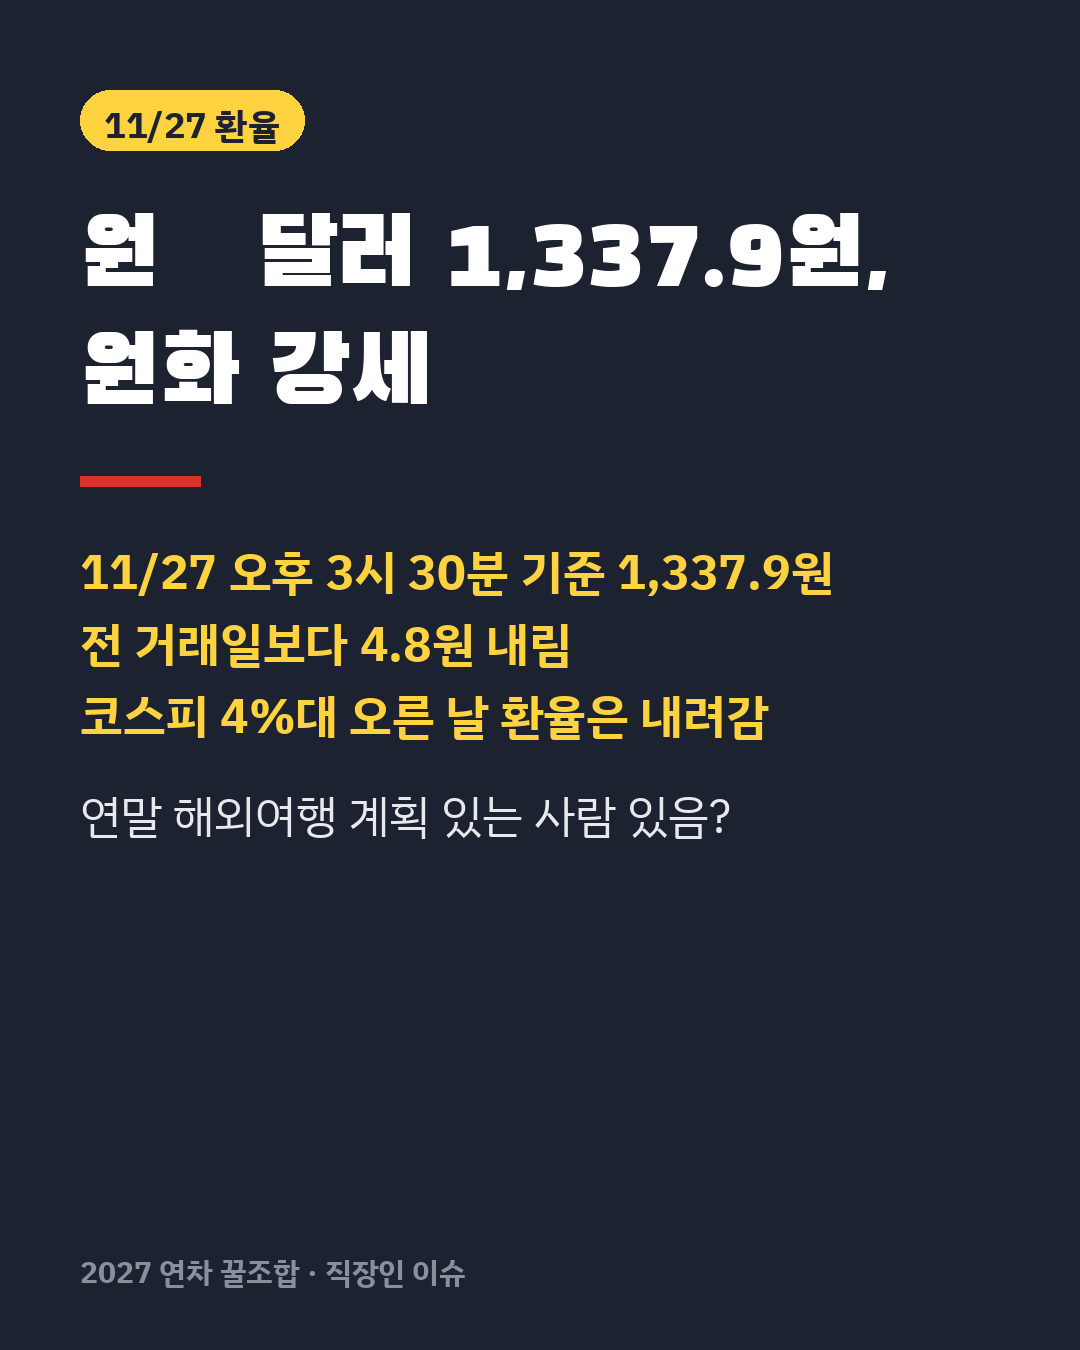 11/27 환율
원 달러 1,337.9원,
원화 강세
11/27 오후 3시 30분 기준 1,337.9원
전 거래일보다 4.8원 내림
코스피 4%대 오른 날 환율은 내려감
연말 해외여행 계획 있는 사람 있음?
2027 연차 꿀조합 · 직장인 이슈